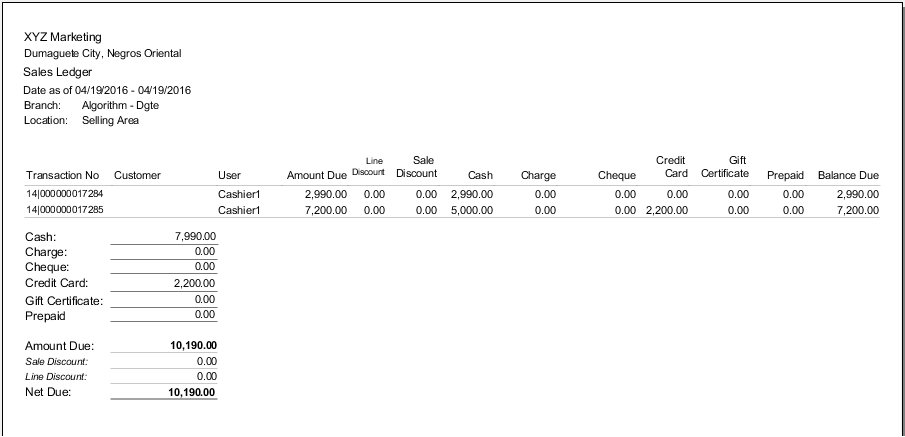 XYZ Marketing
Dumaguete City, Negros Oriental
Sales Ledger
Date as of 04/19/2016 - 04/19/2016
Branch: Algorithm - Dgte
Location: Selling Area
Transaction No Customer User Amount Due Line Discount Sale Discount Cash Charge Cheque Credit Card Gift Certificate Prepaid Balance Due
14|000000017284 Cashier1 2,990.00 0.00 0.00 2,990.00 0.00 0.00 0.00 0.00 0.00 2,990.00
14|000000017285 Cashier1 7,200.00 0.00 0.00 5,000.00 0.00 0.00 2,200.00 0.00 0.00 7,200.00
Cash: 7,990.00
Charge: 0.00
Cheque: 0.00
Credit Card: 2,200.00
Gift Certificate: 0.00
Prepaid 0.00
Amount Due: 10,190.00
Sale Discount: 0.00
Line Discount: 0.00
Net Due: 10,190.00